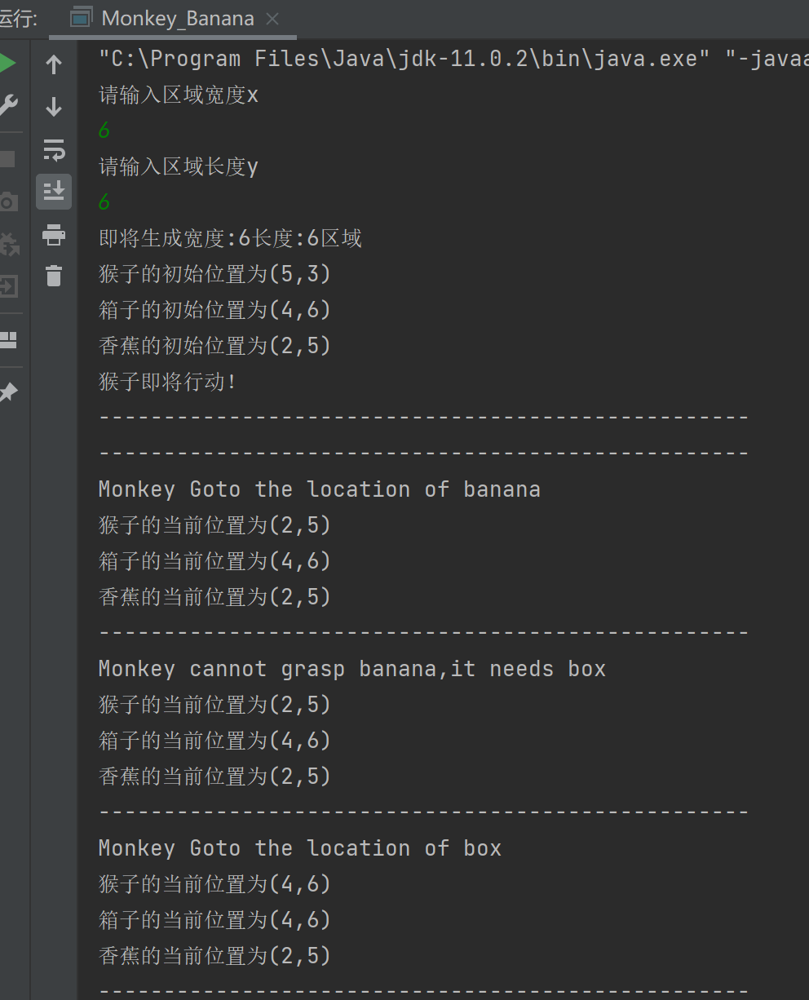 运行:
Monkey_Banana
"C:\Program Files\Java\jdk-11.0.2\bin\java.exe" "-javaa
请输入区域宽度x
6
请输入区域长度y
6
即将生成宽度:6长度:6区域
猴子的初始位置为(5,3)
箱子的初始位置为(4,6)
香蕉的初始位置为(2,5)
猴子即将行动!
--------------------------------------------------
--------------------------------------------------
Monkey Goto the location of banana
猴子的当前位置为(2,5)
箱子的当前位置为(4,6)
香蕉的当前位置为(2,5)
--------------------------------------------------
Monkey cannot grasp banana,it needs box
猴子的当前位置为(2,5)
箱子的当前位置为(4,6)
香蕉的当前位置为(2,5)
--------------------------------------------------
Monkey Goto the location of box
猴子的当前位置为(4,6)
箱子的当前位置为(4,6)
香蕉的当前位置为(2,5)
--------------------------------------------------